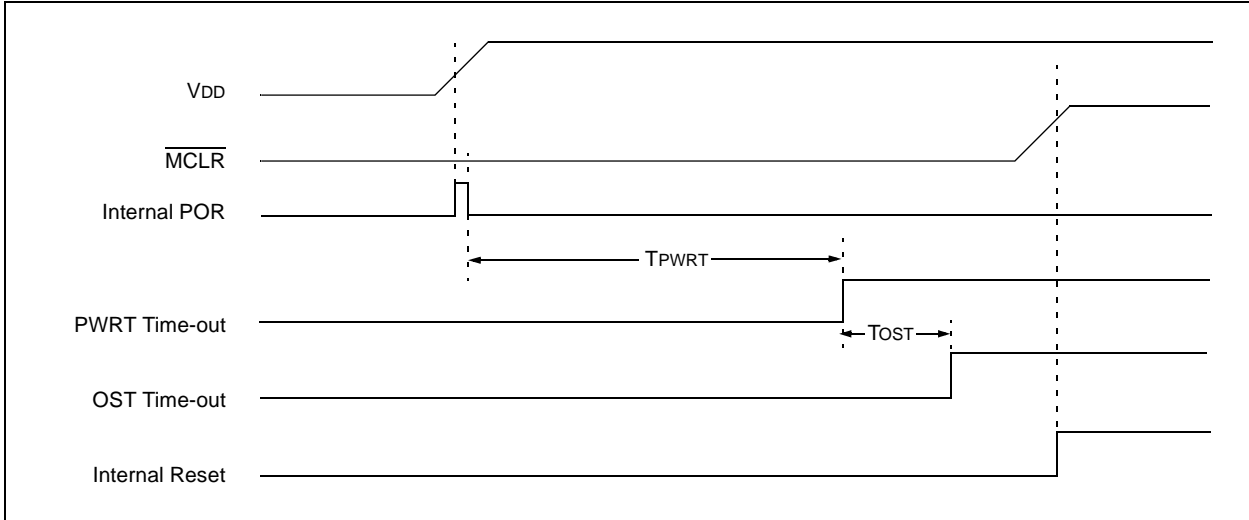 VDD
MCLR
Internal POR
TPWRT
PWRT Time-out
TOST
OST Time-out
Internal Reset